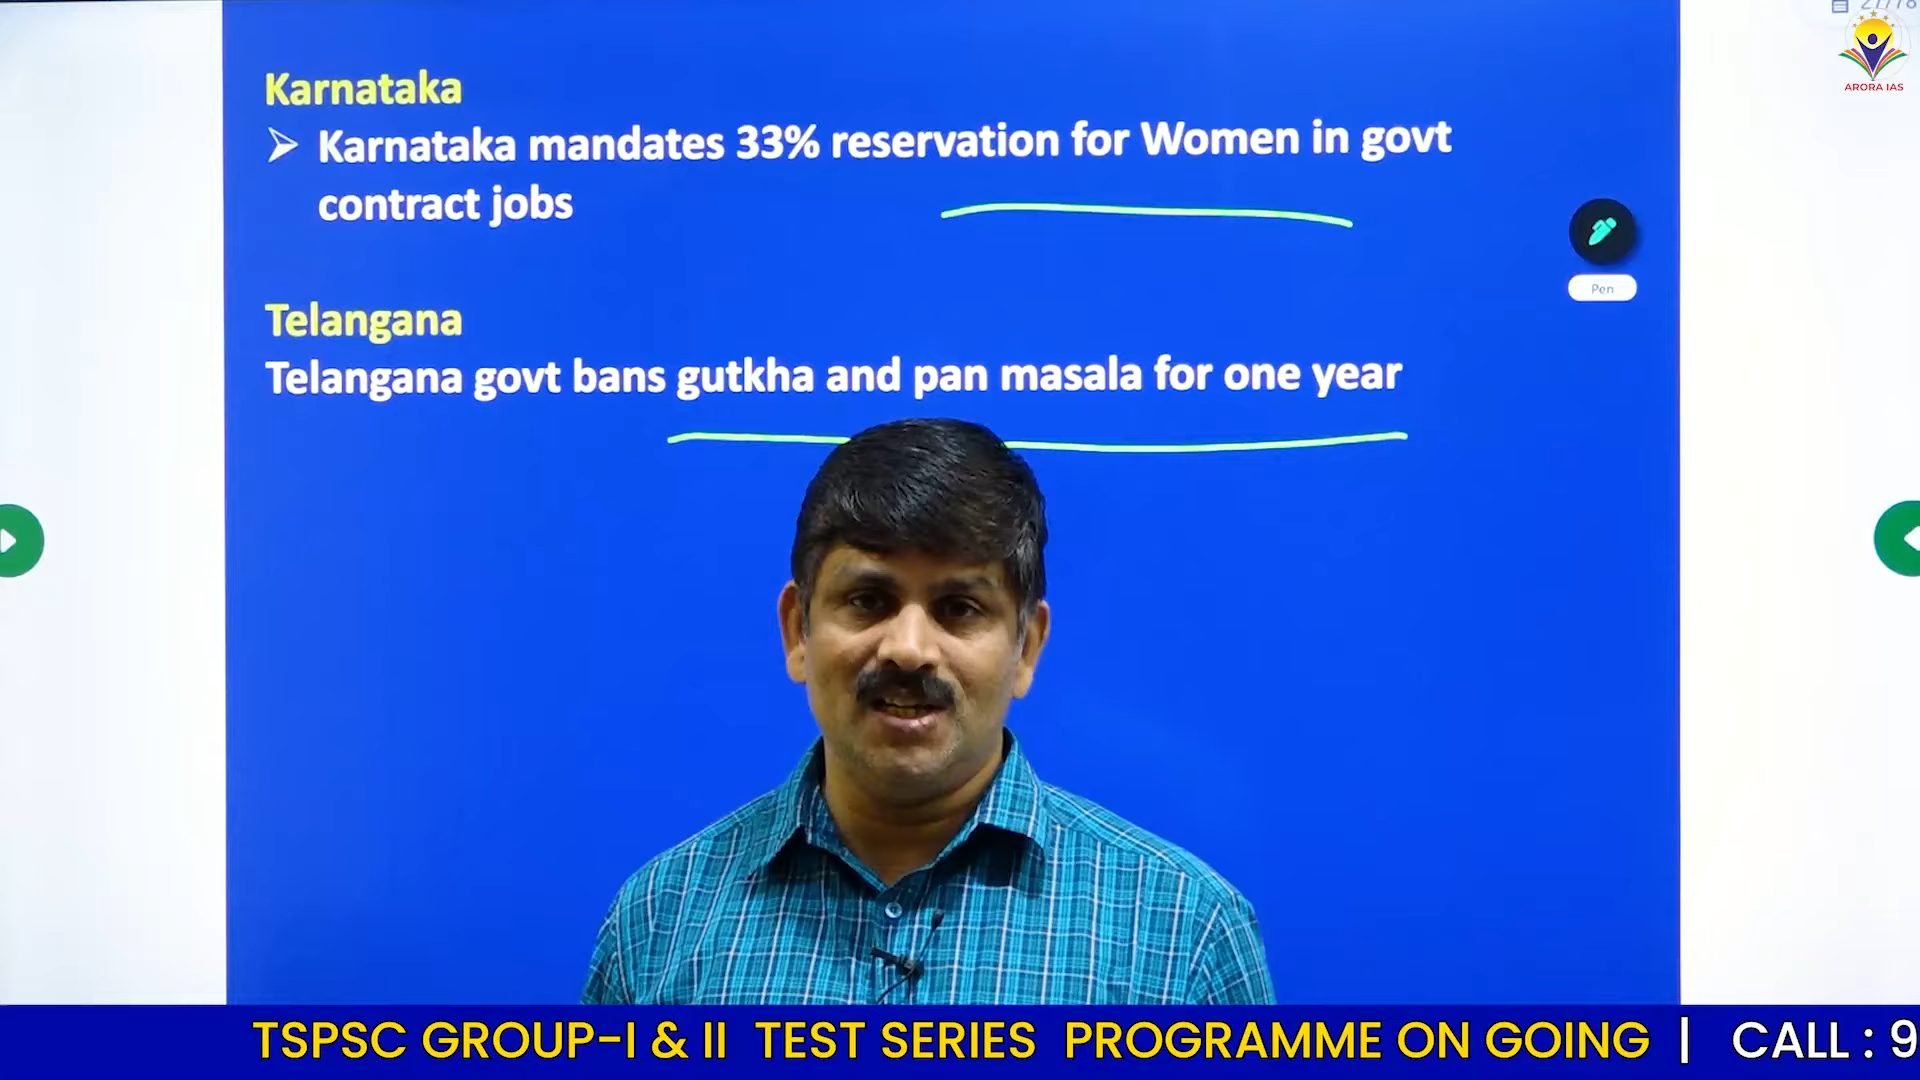 Karnataka
Karnataka mandates 33% reservation for Women in govt
contract jobs
Telangana
Telangana govt bans gutkha and pan masala for one year
Pen
ARORA IAS
TSPSC GROUP-I & II TEST SERIES PROGRAMME ON GOING | CALL : 9